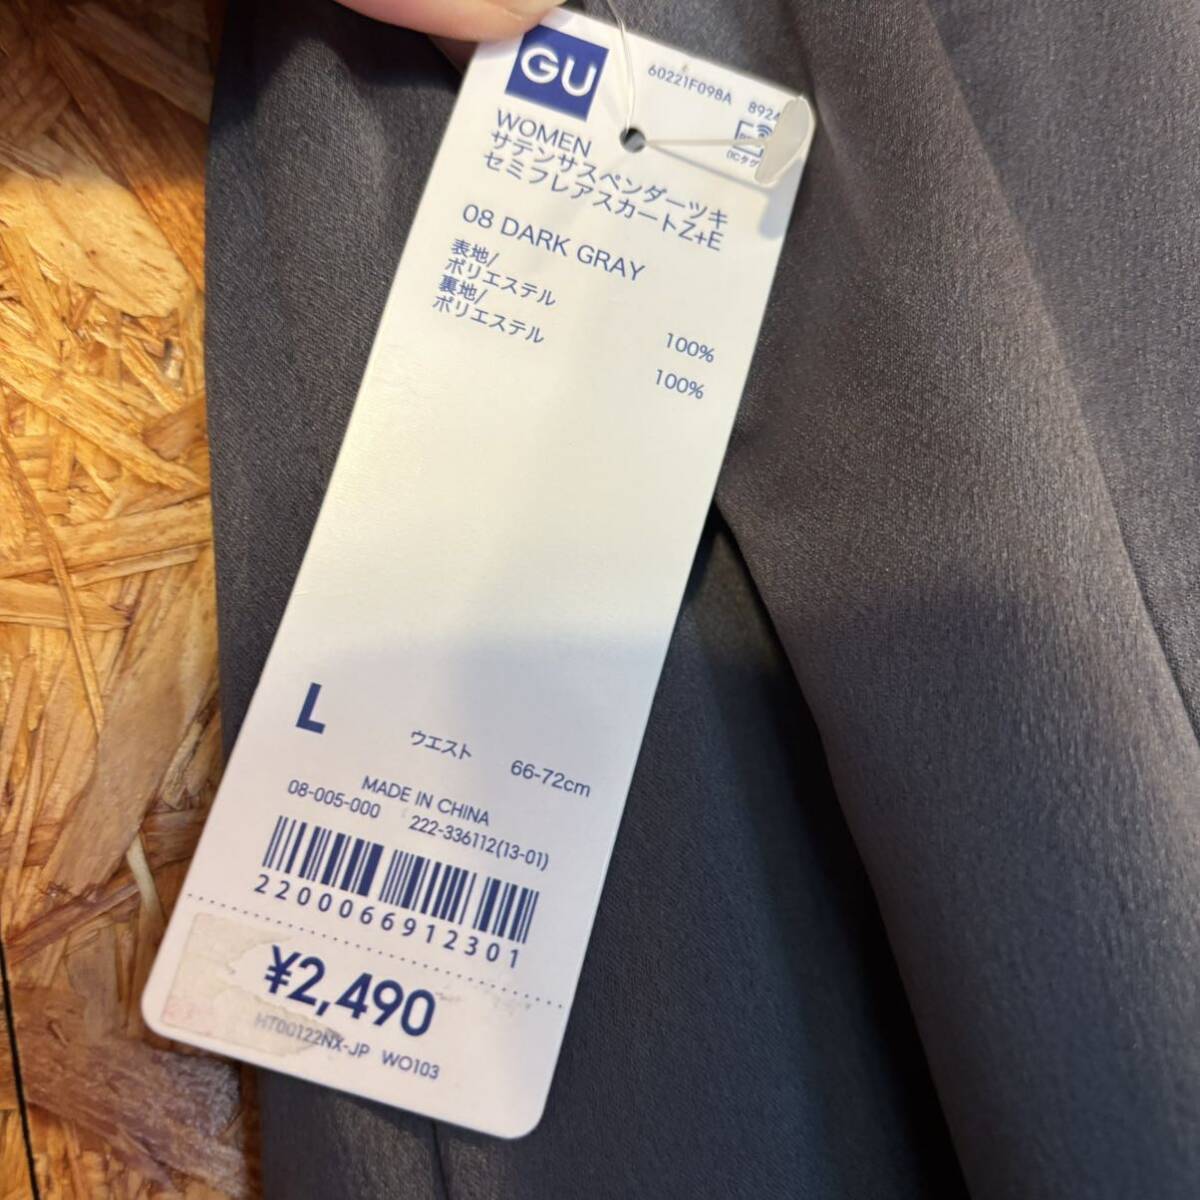 GU
60221F098A
WOMEN
サテンサスペンダーツキ
セミフレアスカートZ+E
08 DARK GRAY
表地/
ポリエステル 100%
裏地/
ポリエステル 100%
L ウエスト 66-72cm
MADE IN CHINA
08-005-000 222-336112(13-01)
2200066912301
¥2,490
HT00122NX-JP WO103